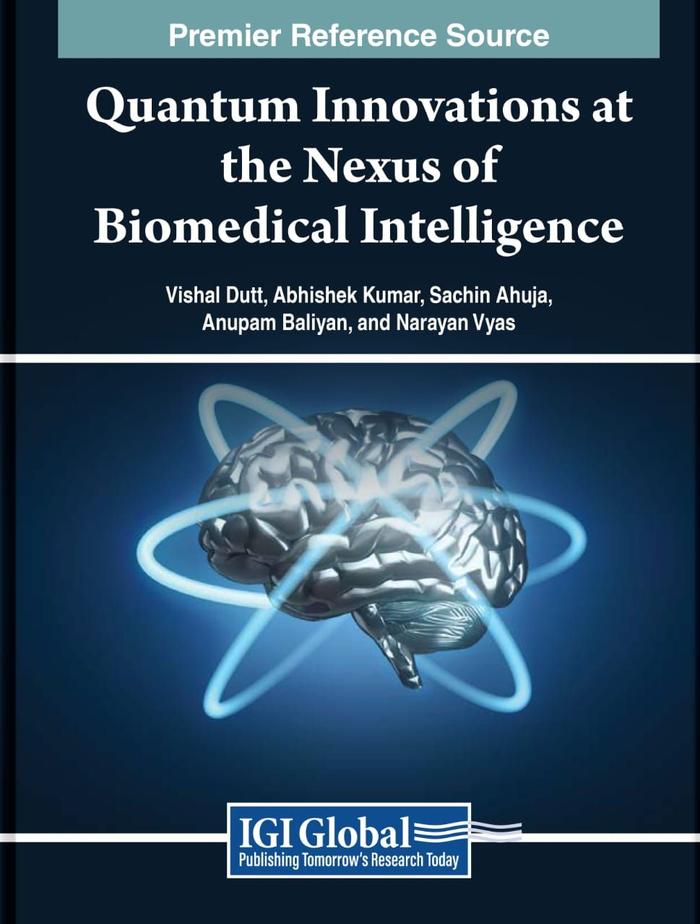 Premier Reference Source
Quantum Innovations at
the Nexus of
Biomedical Intelligence
Vishal Dutt, Abhishek Kumar, Sachin Ahuja,
Anupam Baliyan, and Narayan Vyas
IGI Global
Publishing Tomorrow's Research Today